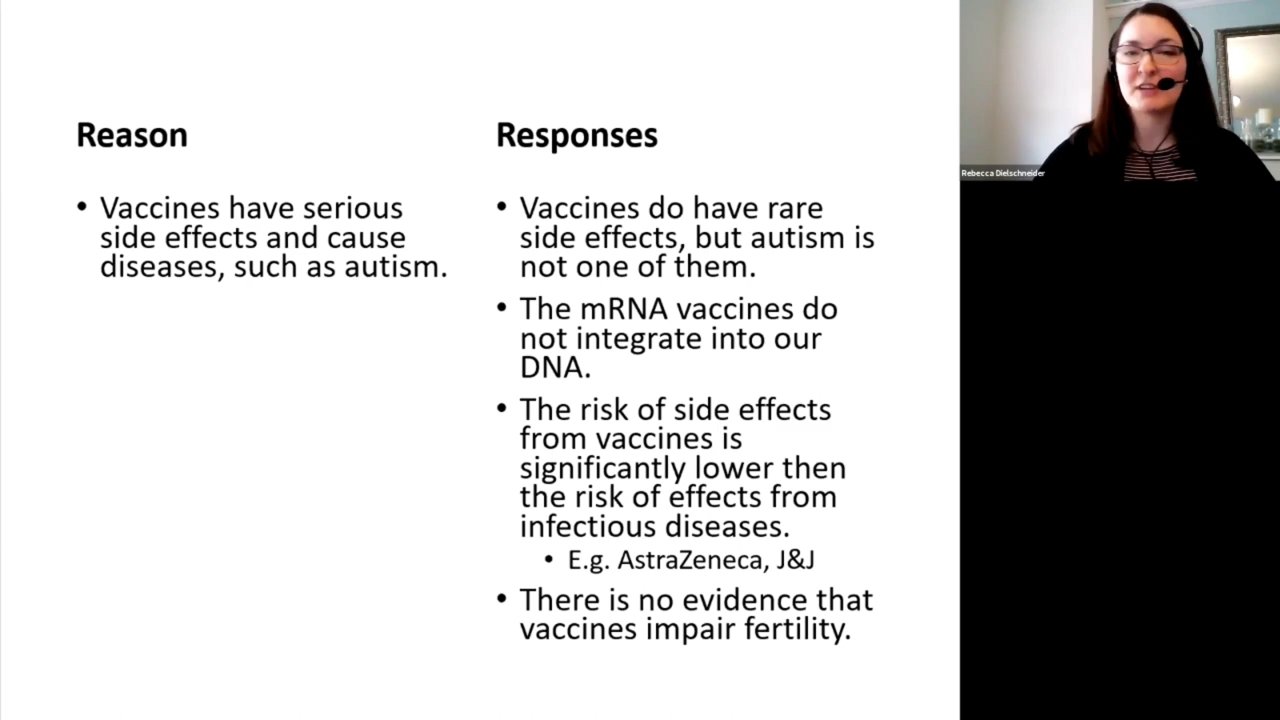 Reason
Responses
• Vaccines have serious
side effects and cause
diseases, such as autism.
• Vaccines do have rare
side effects, but autism is
not one of them.
• The mRNA vaccines do
not integrate into our
DNA.
• The risk of side effects
from vaccines is
significantly lower then
the risk of effects from
infectious diseases.
• E.g. AstraZeneca, J&J
• There is no evidence that
vaccines impair fertility.
Rebecca Dielschneider